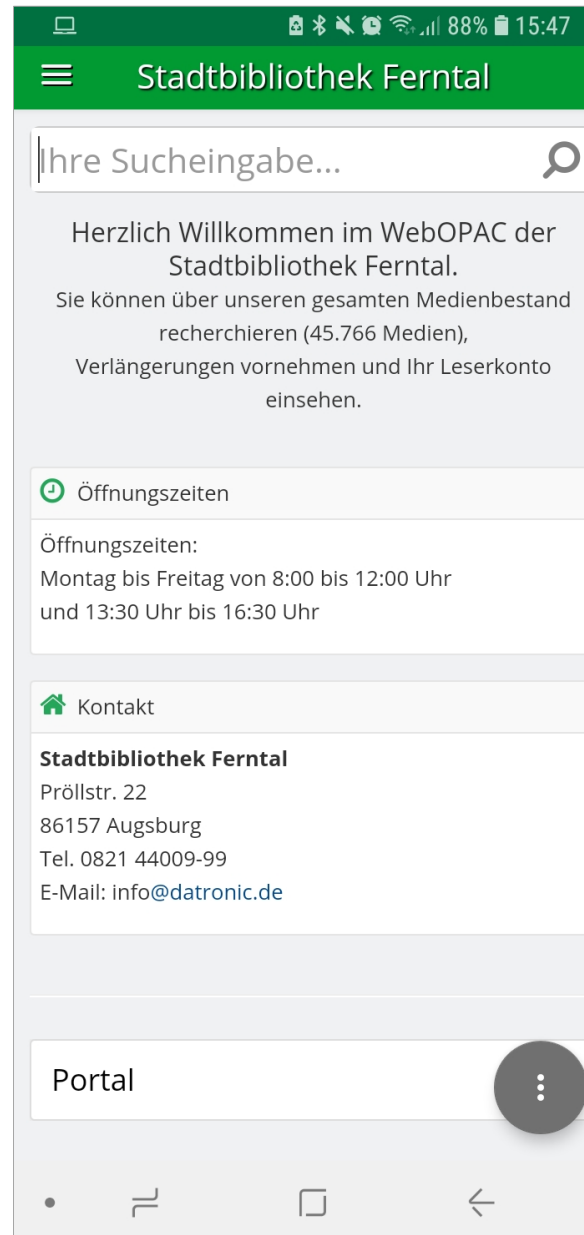 88% 15:47
Stadtbibliothek Ferntal
Ihre Sucheingabe...
Herzlich Willkommen im WebOPAC der
Stadtbibliothek Ferntal.
Sie können über unseren gesamten Medienbestand
recherchieren (45.766 Medien),
Verlängerungen vornehmen und Ihr Leserkonto
einsehen.
Öffnungszeiten
Öffnungszeiten:
Montag bis Freitag von 8:00 bis 12:00 Uhr
und 13:30 Uhr bis 16:30 Uhr
Kontakt
Stadtbibliothek Ferntal
Pröllstr. 22
86157 Augsburg
Tel. 0821 44009-99
E-Mail: info@datronic.de
Portal